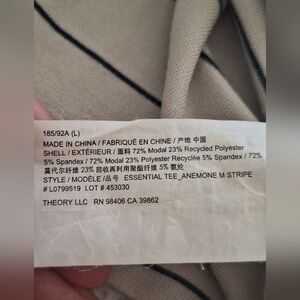 185/92A (L)
MADE IN CHINA / FABRIQUÉ EN CHINE / 产地 中国
SHELL / EXTÉRIEUR / 面料 72% Modal 23% Recycled Polyester
5% Spandex / 72% Modal 23% Polyester Recyclée 5% Spandex / 72%
莫代尔纤维 23% 回收再利用聚酯纤维 5% 氨纶
STYLE / MODÈLE /品号 ESSENTIAL TEE_ANEMONE M STRIPE
# L0799519 LOT # 453030
THEORY LLC RN 98406 CA 39862